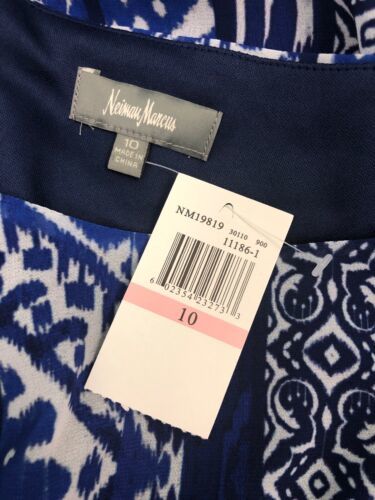 Neiman Marcus
10
MADE IN
CHINA
NM19819 30110 900
11186-1
6 02354 23273 3
10